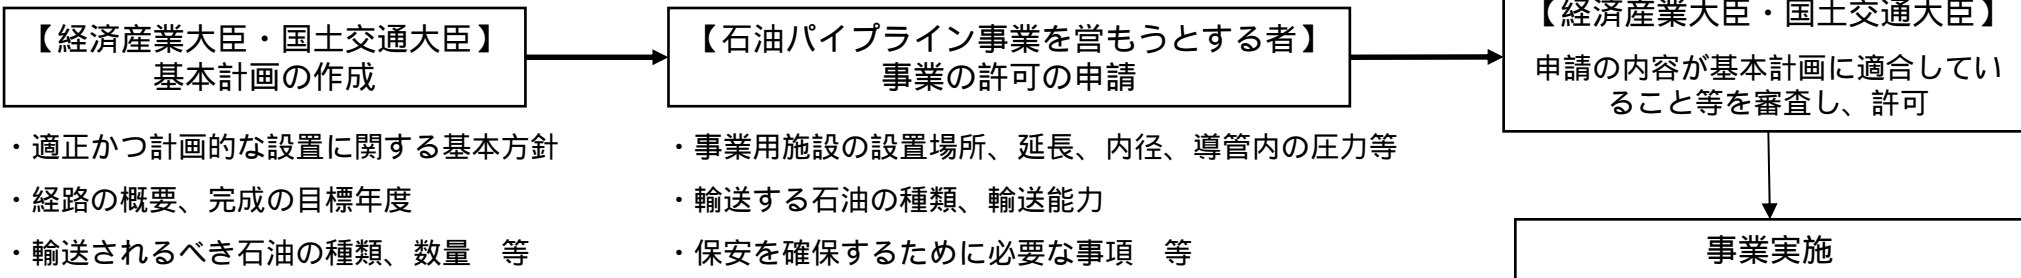 【経済産業大臣・国土交通大臣】
基本計画の作成
・適正かつ計画的な設置に関する基本方針
・経路の概要、完成の目標年度
・輸送されるべき石油の種類、数量　等
【石油パイプライン事業を営もうとする者】
事業の許可の申請
・事業用施設の設置場所、延長、内径、導管内の圧力等
・輸送する石油の種類、輸送能力
・保安を確保するために必要な事項　等
【経済産業大臣・国土交通大臣】
申請の内容が基本計画に適合してい
ること等を審査し、許可
事業実施